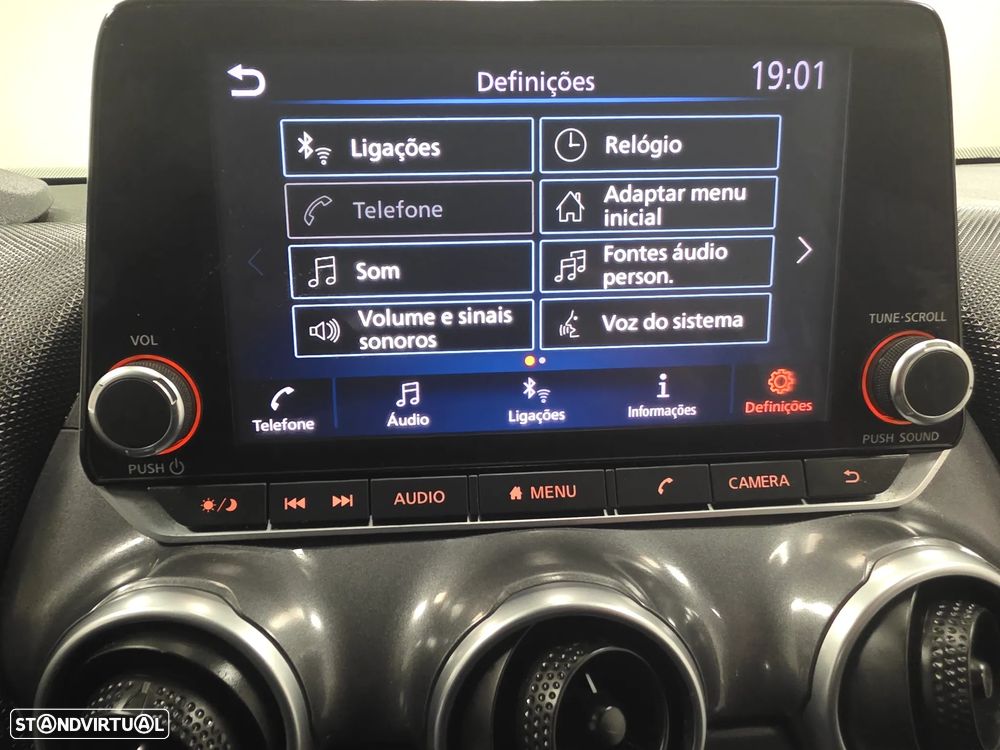 Definições
19:01
Ligações
Relógio
Telefone
Adaptar menu
inicial
Som
Fontes áudio
person.
Volume e sinais
sonoros
Voz do sistema
Telefone
Áudio
Ligações
Informações
Definições
VOL
PUSH
TUNE·SCROLL
PUSH SOUND
AUDIO
MENU
CAMERA
STANDVIRTUAL